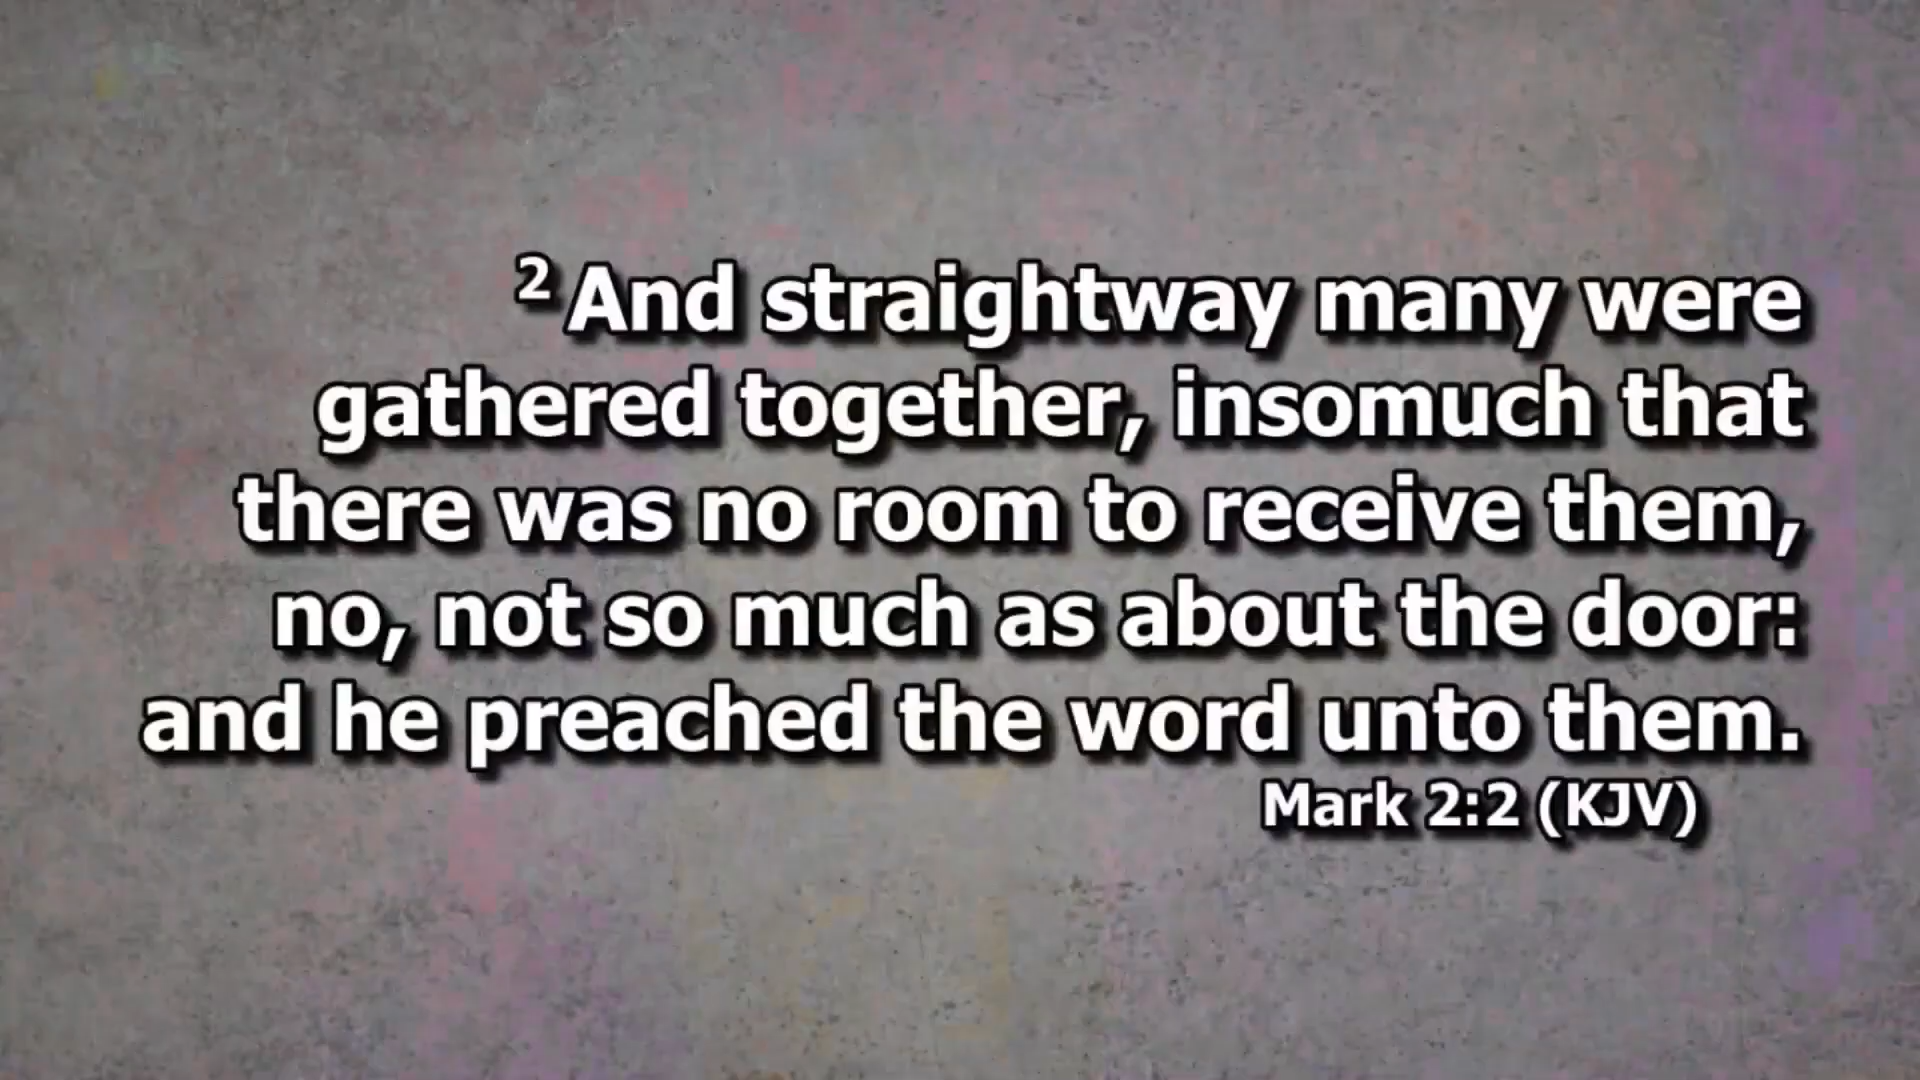 2 And straightway many were
gathered together, insomuch that
there was no room to receive them,
no, not so much as about the door:
and he preached the word unto them.
Mark 2:2 (KJV)